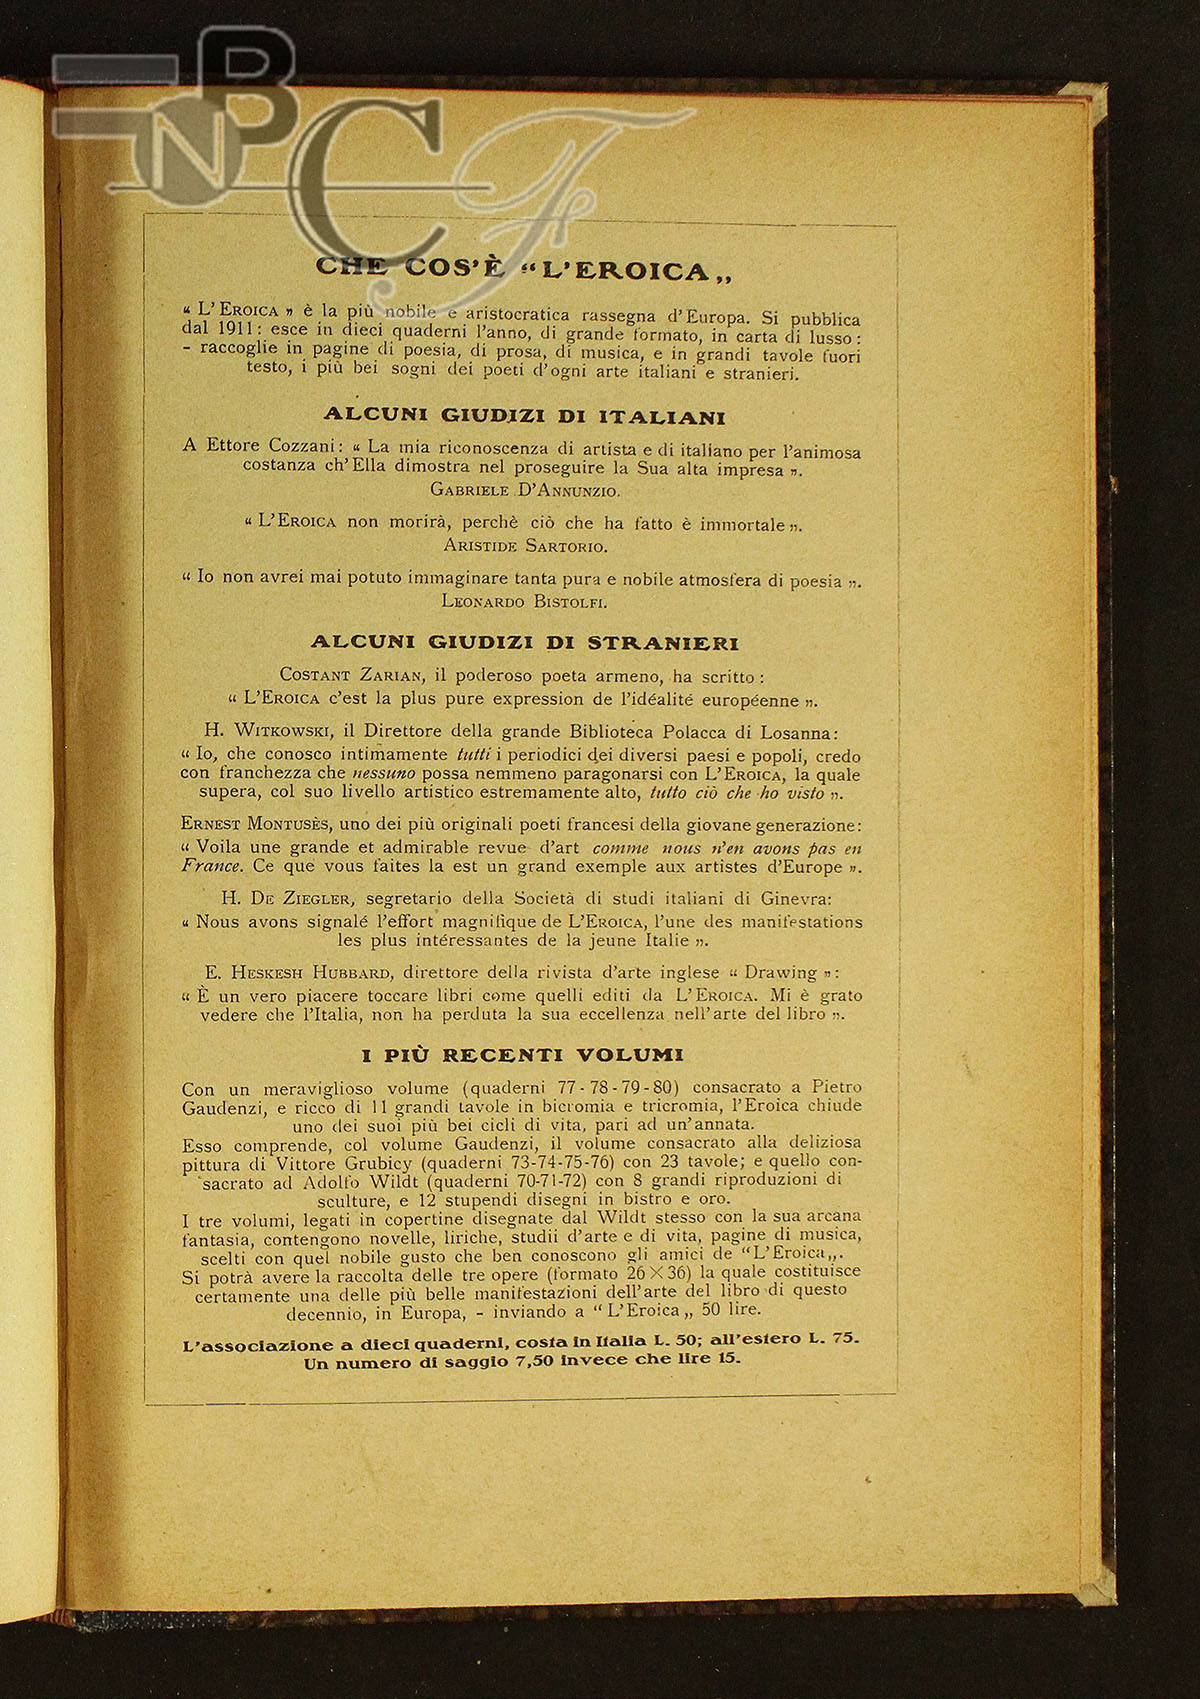 NBCF
CHE COS'È “L'EROICA„
“ L'EROICA „ è la più nobile e aristocratica rassegna d'Europa. Si pubblica
dal 1911: esce in dieci quaderni l'anno, di grande formato, in carta di lusso:
- raccoglie in pagine di poesia, di prosa, di musica, e in grandi tavole fuori
testo, i più bei sogni dei poeti d'ogni arte italiani e stranieri.
ALCUNI GIUDIZI DI ITALIANI
A Ettore Cozzani: “ La mia riconoscenza di artista e di italiano per l'animosa
costanza ch'Ella dimostra nel proseguire la Sua alta impresa „.
GABRIELE D'ANNUNZIO.
“ L'EROICA non morirà, perchè ciò che ha fatto è immortale „.
ARISTIDE SARTORIO.
“ Io non avrei mai potuto immaginare tanta pura e nobile atmosfera di poesia „.
LEONARDO BISTOLFI.
ALCUNI GIUDIZI DI STRANIERI
COSTANT ZARIAN, il poderoso poeta armeno, ha scritto :
“ L'EROICA c'est la plus pure expression de l'idéalité européenne „.
H. WITKOWSKI, il Direttore della grande Biblioteca Polacca di Losanna:
“ Io, che conosco intimamente tutti i periodici dei diversi paesi e popoli, credo
con franchezza che nessuno possa nemmeno paragonarsi con L'EROICA, la quale
supera, col suo livello artistico estremamente alto, tutto ciò che ho visto „.
ERNEST MONTUSÈS, uno dei più originali poeti francesi della giovane generazione:
“ Voila une grande et admirable revue d'art comme nous n'en avons pas en
France. Ce que vous faites la est un grand exemple aux artistes d'Europe „.
H. DE ZIEGLER, segretario della Società di studi italiani di Ginevra:
“ Nous avons signalé l'effort magnifique de L'EROICA, l'une des manifestations
les plus intéressantes de la jeune Italie „.
E. HESKESH HUBBARD, direttore della rivista d'arte inglese “ Drawing „:
“ È un vero piacere toccare libri come quelli editi da L'EROICA. Mi è grato
vedere che l'Italia, non ha perduta la sua eccellenza nell'arte del libro „.
I PIÙ RECENTI VOLUMI
Con un meraviglioso volume (quaderni 77-78-79-80) consacrato a Pietro
Gaudenzi, e ricco di 11 grandi tavole in bicromia e tricromia, l'Eroica chiude
uno dei suoi più bei cicli di vita, pari ad un'annata.
Esso comprende, col volume Gaudenzi, il volume consacrato alla deliziosa
pittura di Vittore Grubicy (quaderni 73-74-75-76) con 23 tavole; e quello con-
sacrato ad Adolfo Wildt (quaderni 70-71-72) con 8 grandi riproduzioni di
sculture, e 12 stupendi disegni in bistro e oro.
I tre volumi, legati in copertine disegnate dal Wildt stesso con la sua arcana
fantasia, contengono novelle, liriche, studii d'arte e di vita, pagine di musica,
scelti con quel nobile gusto che ben conoscono gli amici de “L'Eroica„.
Si potrà avere la raccolta delle tre opere (formato 26×36) la quale costituisce
certamente una delle più belle manifestazioni dell'arte del libro di questo
decennio, in Europa, - inviando a “ L'Eroica „ 50 lire.
L'associazione a dieci quaderni, costa in Italia L. 50; all'estero L. 75.
Un numero di saggio 7,50 invece che lire 15.